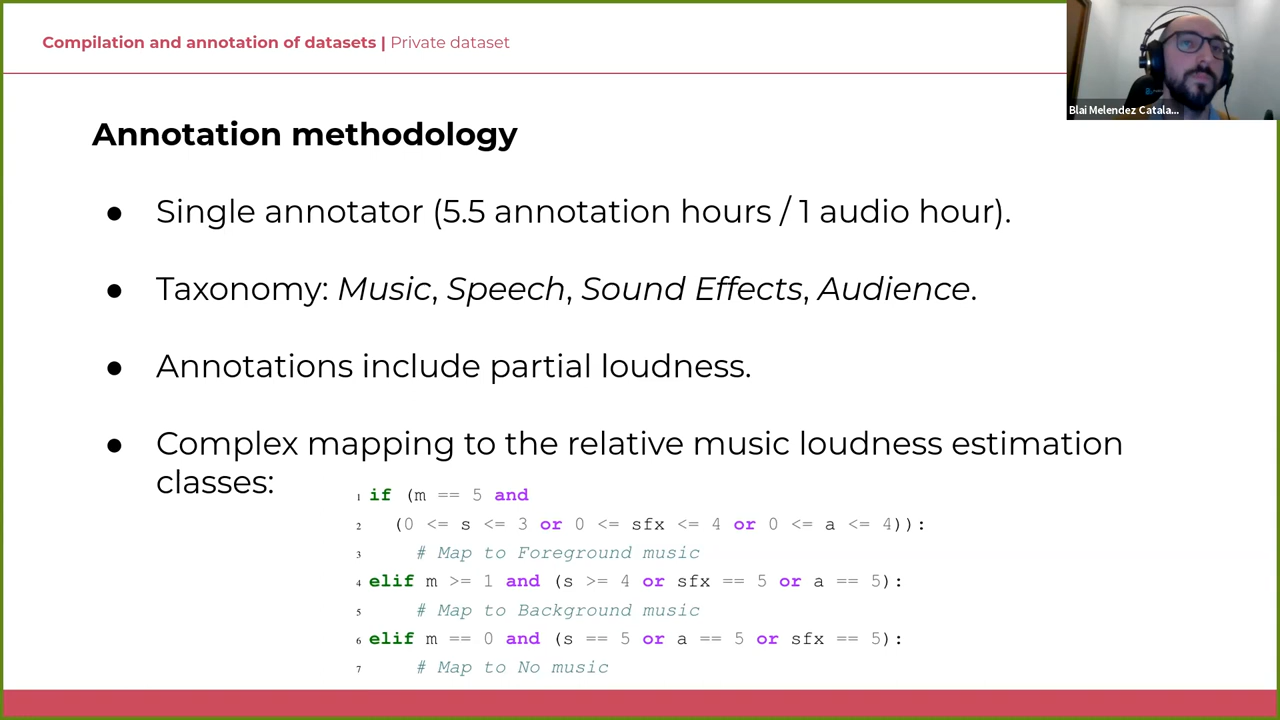 Compilation and annotation of datasets | Private dataset
Blai Melendez Catala...
Annotation methodology
● Single annotator (5.5 annotation hours / 1 audio hour).
● Taxonomy: Music, Speech, Sound Effects, Audience.
● Annotations include partial loudness.
● Complex mapping to the relative music loudness estimation
classes:
1 if (m == 5 and
2 (0 <= s <= 3 or 0 <= sfx <= 4 or 0 <= a <= 4)):
3 # Map to Foreground music
4 elif m >= 1 and (s >= 4 or sfx == 5 or a == 5):
5 # Map to Background music
6 elif m == 0 and (s == 5 or a == 5 or sfx == 5):
7 # Map to No music